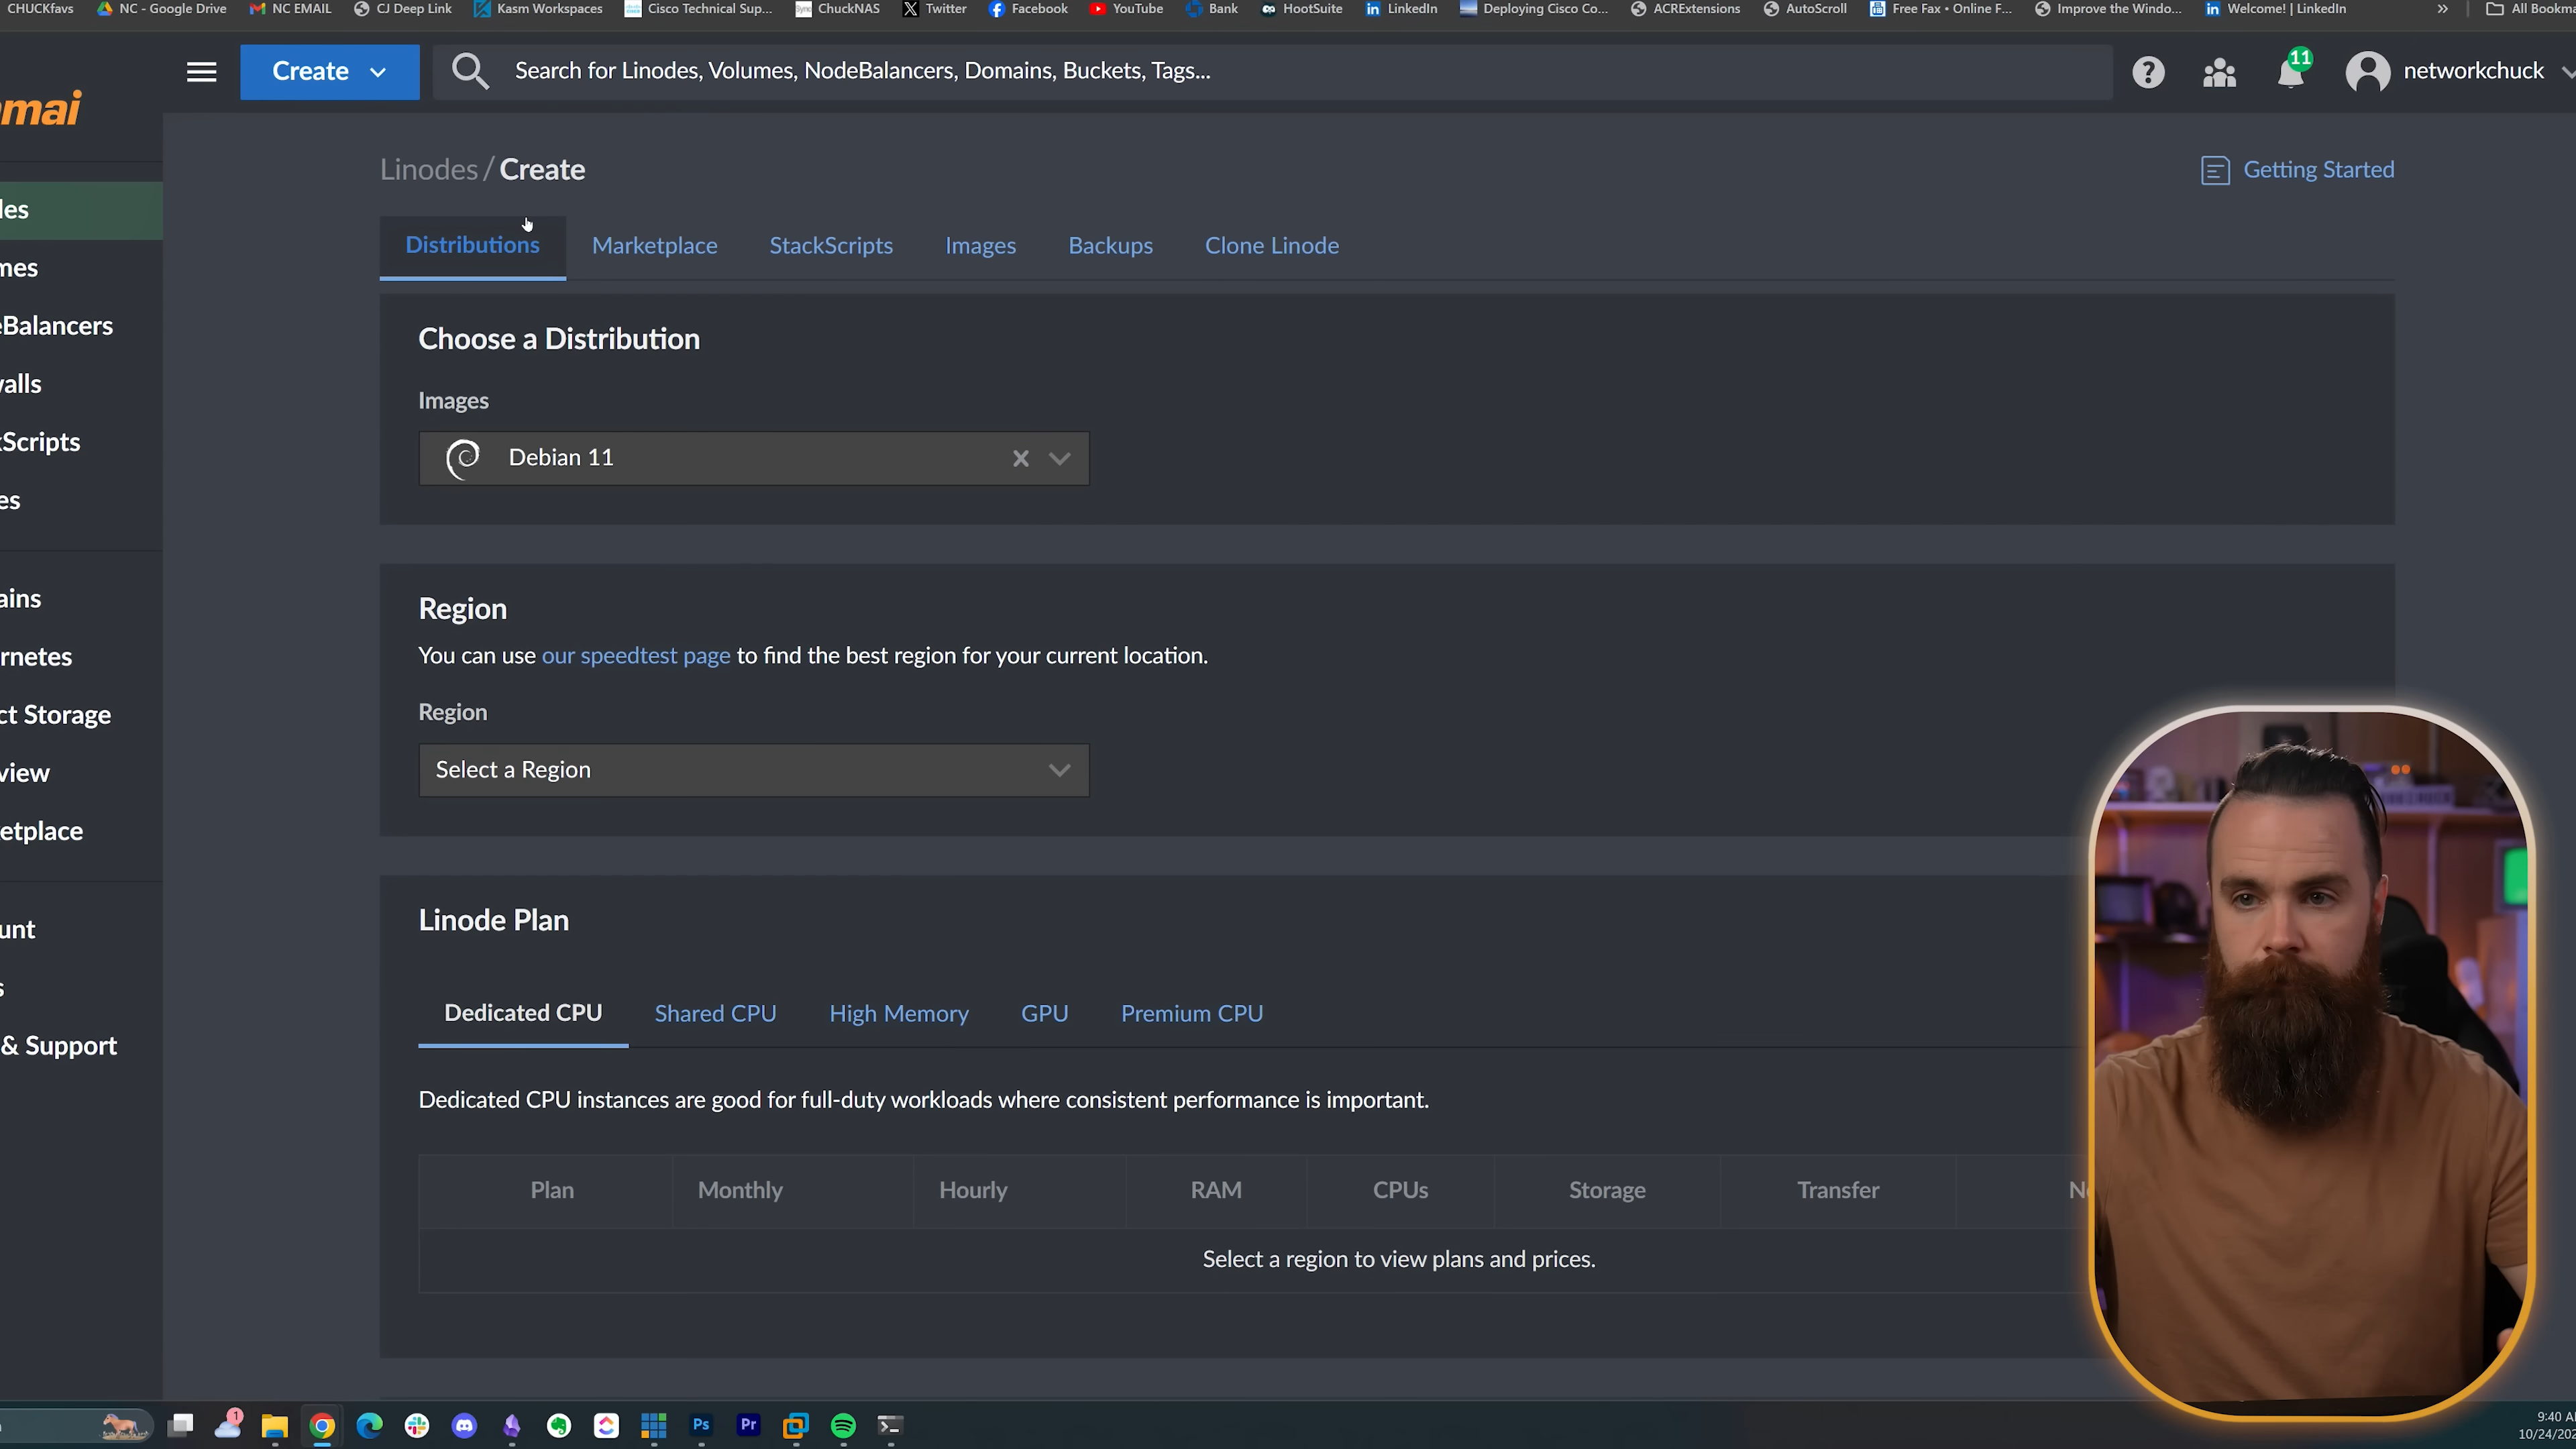 CHUCKfavs NC - Google Drive NC EMAIL CJ Deep Link Kasm Workspaces Cisco Technical Sup... ChuckNAS Twitter Facebook YouTube Bank HootSuite LinkedIn Deploying Cisco Co... ACRExtensions AutoScroll Free Fax • Online F... Improve the Windo... Welcome! | LinkedIn » All Bookma
Create Search for Linodes, Volumes, NodeBalancers, Domains, Buckets, Tags... ? 11 networkchuck
mai
Linodes / Create Getting Started
des
Distributions Marketplace StackScripts Images Backups Clone Linode
mes
eBalancers
Choose a Distribution
valls
Images
kScripts
Debian 11
es
ains
Region
rnetes
You can use our speedtest page to find the best region for your current location.
ct Storage
Region
view
Select a Region
etplace
unt
Linode Plan
s
Dedicated CPU Shared CPU High Memory GPU Premium CPU
& Support
Dedicated CPU instances are good for full-duty workloads where consistent performance is important.
Plan Monthly Hourly RAM CPUs Storage Transfer
Select a region to view plans and prices.
1 Ps Pr
9:40 A
10/24/202